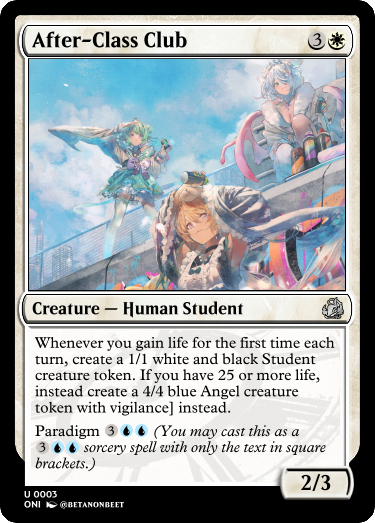 After-Class Club 3
Creature — Human Student
Whenever you gain life for the first time each
turn, create a 1/1 white and black Student
creature token. If you have 25 or more life,
instead create a 4/4 blue Angel creature
token with vigilance] instead.
Paradigm 3 (You may cast this as a
3 sorcery spell with only the text in square
brackets.)
2/3
U 0003
ONI @BETANONBEET